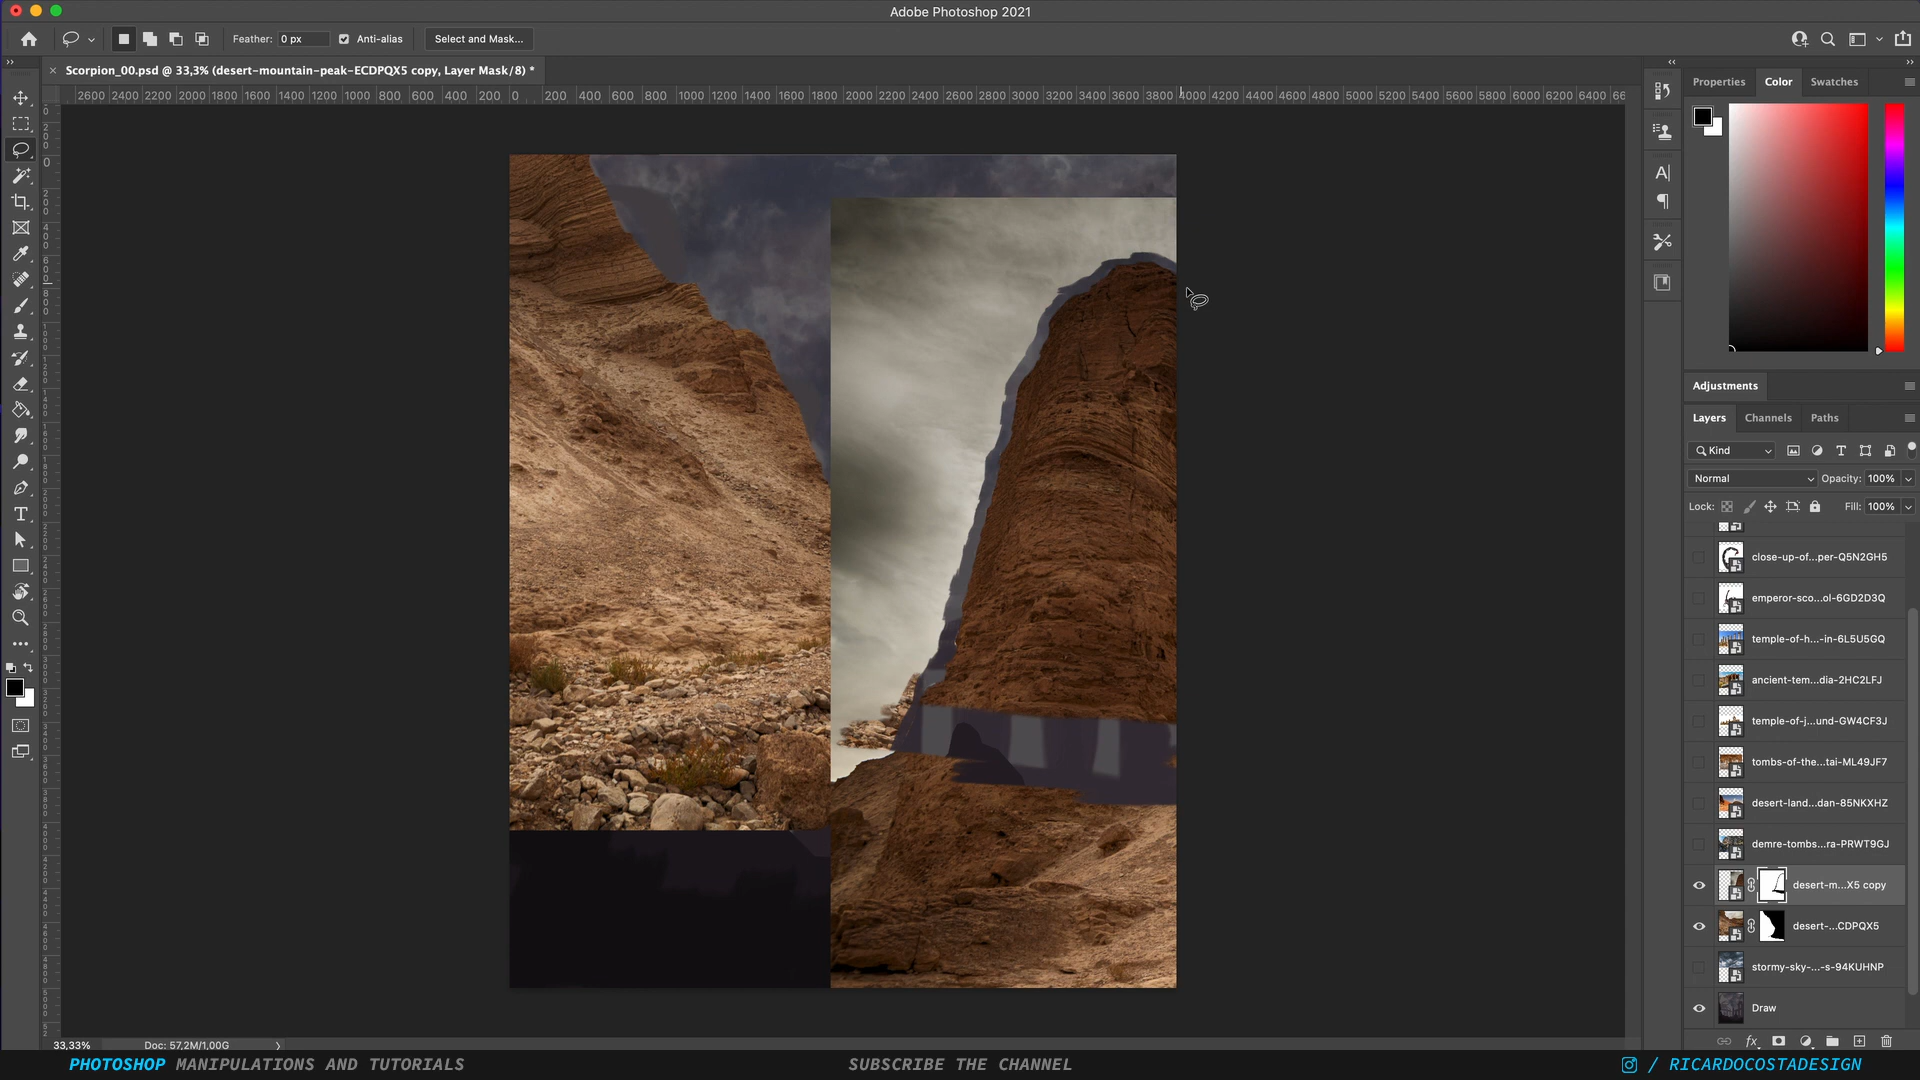 Adobe Photoshop 2021
Feather: 0 px Anti-alias Select and Mask...
Scorpion_00.psd @ 33,3% (desert-mountain-peak-ECDPQX5 copy, Layer Mask/8) *
2600 2400 2200 2000 1800 1600 1400 1200 1000 800 600 400 200 0 200 400 600 800 1000 1200 1400 1600 1800 2000 2200 2400 2600 2800 3000 3200 3400 3600 3800 4000 4200 4400 4600 4800 5000 5200 5400 5600 5800 6000 6200 6400
Properties Color Swatches
Adjustments
Layers Channels Paths
Kind
Normal Opacity: 100%
Lock: Fill: 100%
close-up-of...per-Q5N2GH5
emperor-sco...ol-6GD2D3Q
temple-of-h...-in-6L5U5GQ
ancient-tem...dia-2HC2LFJ
temple-of-j...und-GW4CF3J
tombs-of-the...tai-ML49JF7
desert-land...dan-85NKXHZ
demre-tombs...ra-PRWT9GJ
desert-m...X5 copy
desert-...CDPQX5
stormy-sky-...-s-94KUHNP
Draw
33,33% Doc: 57,2M/1,00G
PHOTOSHOP MANIPULATIONS AND TUTORIALS
SUBSCRIBE THE CHANNEL
/ RICARDOCOSTADESIGN